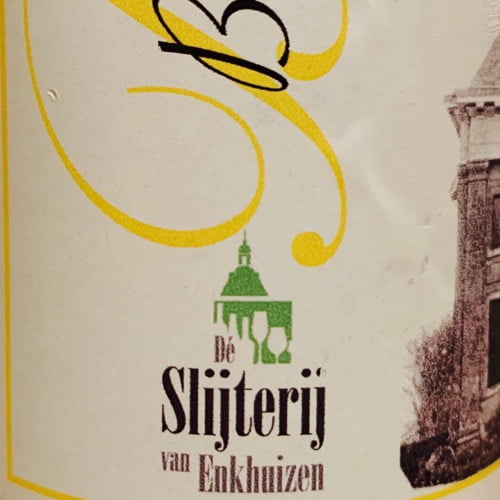 B
Dé
Slijterij
van Enkhuizen